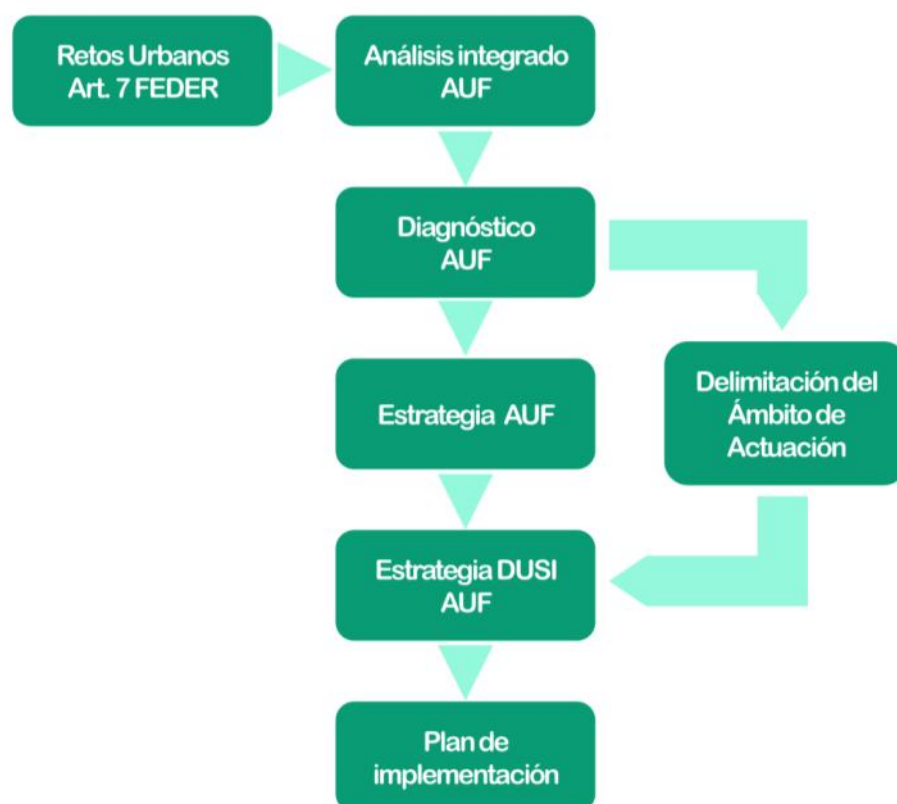 Retos Urbanos
Art. 7 FEDER
Análisis integrado
AUF
Diagnóstico
AUF
Estrategia AUF
Delimitación del
Ámbito de
Actuación
Estrategia DUSI
AUF
Plan de
implementación